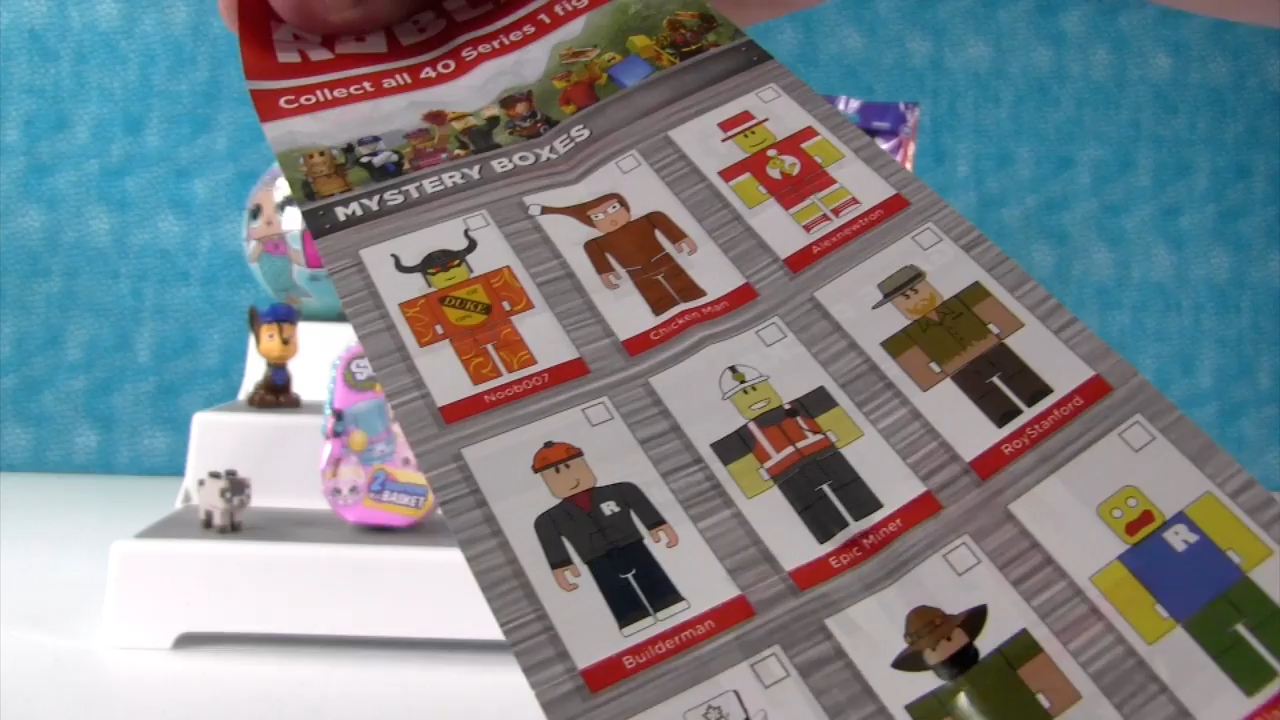 ROBL
Collect all 40 Series 1 fig
MYSTERY BOXES
DUKE
Noob007
Chicken Man
Alexnewtron
R
Builderman
Epic Miner
RoyStanford
R
2
BASKET